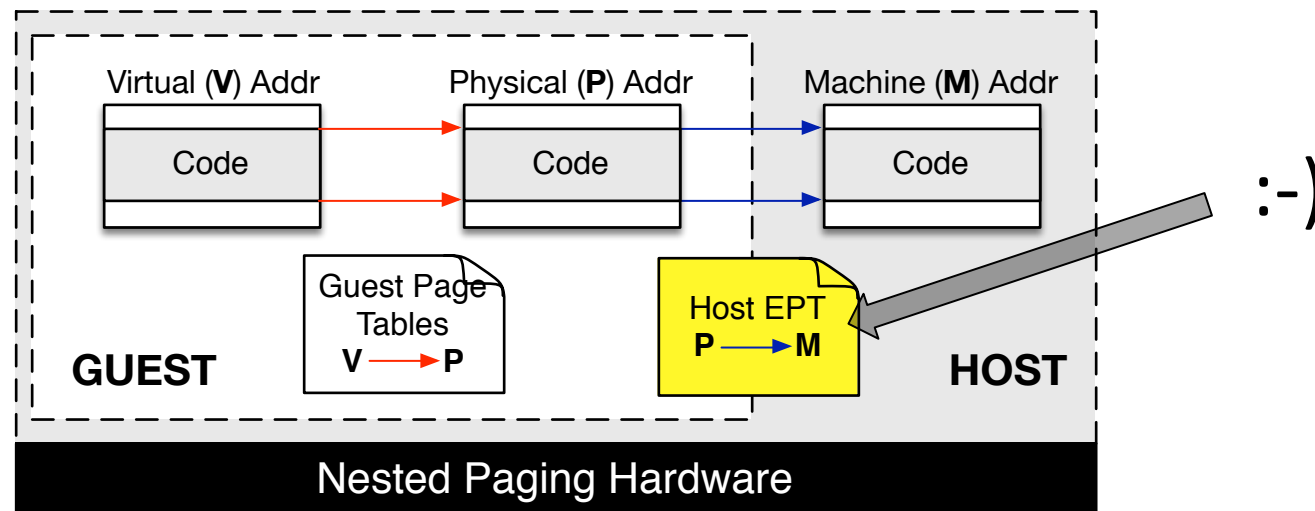 Virtual (V) Addr
Physical (P) Addr
Machine (M) Addr
Code
Code
Code
:-)
Guest Page
Tables
V P
Host EPT
P M
GUEST
HOST
Nested Paging Hardware